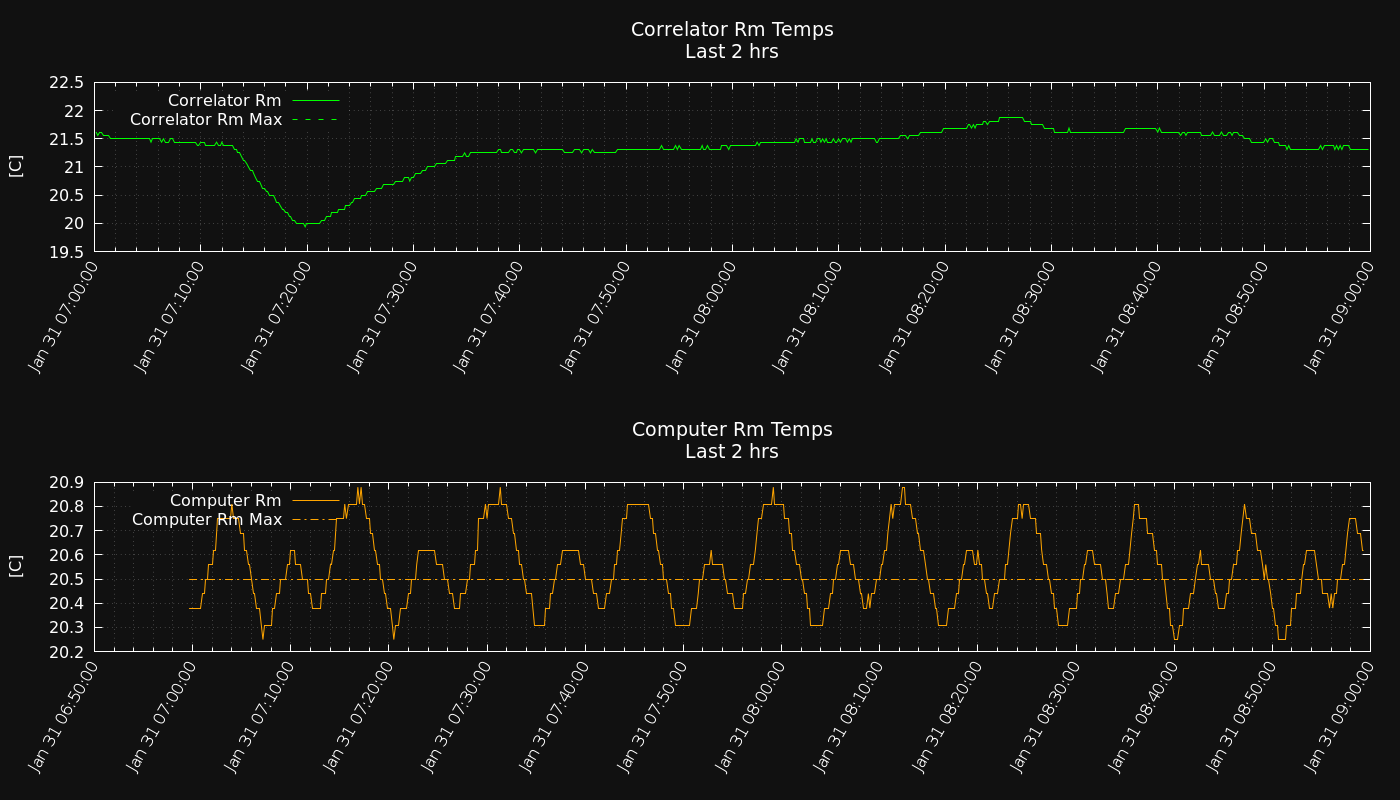 Correlator Rm Temps
Last 2 hrs
22.5
22
21.5
21
20.5
20
19.5
[C]
Correlator Rm
Correlator Rm Max
Jan 31 07:00:00
Jan 31 07:10:00
Jan 31 07:20:00
Jan 31 07:30:00
Jan 31 07:40:00
Jan 31 07:50:00
Jan 31 08:00:00
Jan 31 08:10:00
Jan 31 08:20:00
Jan 31 08:30:00
Jan 31 08:40:00
Jan 31 08:50:00
Jan 31 09:00:00
Computer Rm Temps
Last 2 hrs
20.9
20.8
20.7
20.6
20.5
20.4
20.3
20.2
[C]
Computer Rm
Computer Rm Max
Jan 31 06:50:00
Jan 31 07:00:00
Jan 31 07:10:00
Jan 31 07:20:00
Jan 31 07:30:00
Jan 31 07:40:00
Jan 31 07:50:00
Jan 31 08:00:00
Jan 31 08:10:00
Jan 31 08:20:00
Jan 31 08:30:00
Jan 31 08:40:00
Jan 31 08:50:00
Jan 31 09:00:00